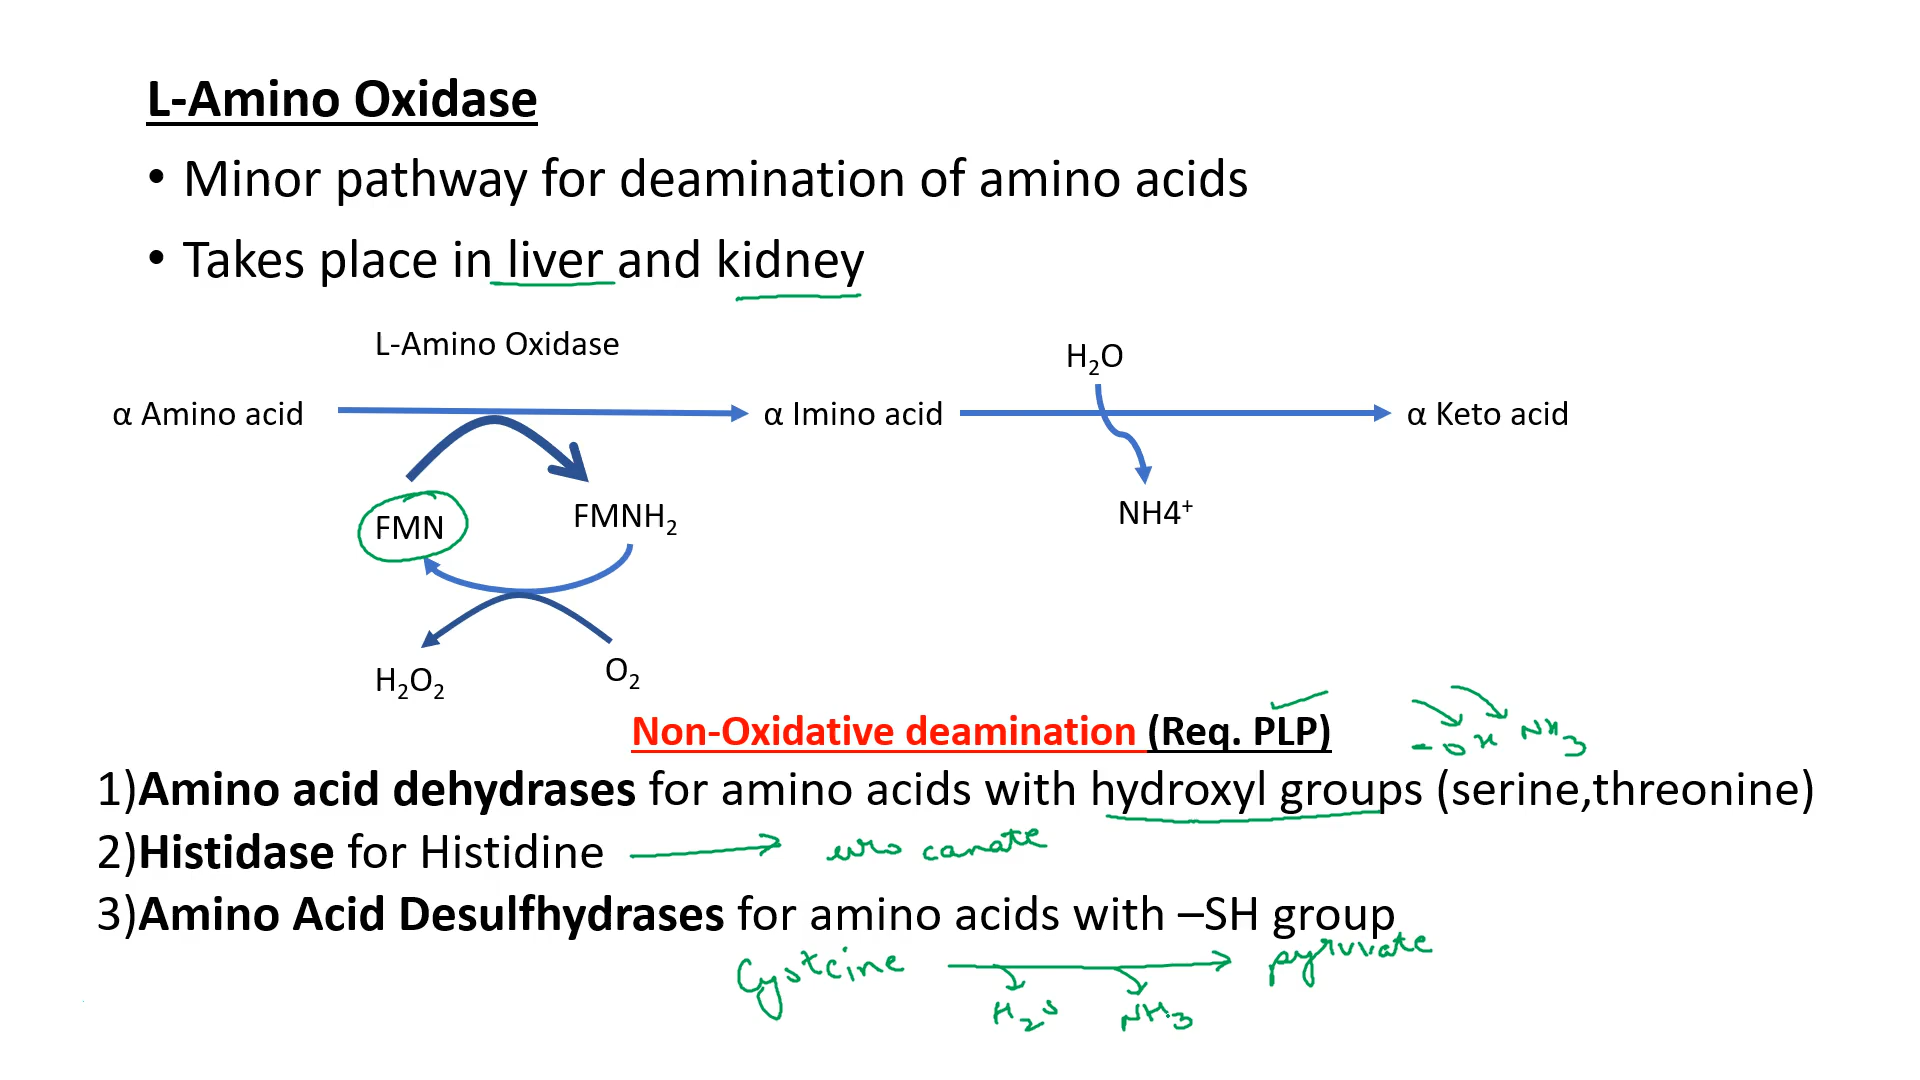 L-Amino Oxidase
• Minor pathway for deamination of amino acids
• Takes place in liver and kidney
L-Amino Oxidase
H₂O
α Amino acid
α Imino acid
α Keto acid
FMN
FMNH₂
NH4⁺
H₂O₂
O₂
Non-Oxidative deamination (Req. PLP)
-OH NH3
1)Amino acid dehydrases for amino acids with hydroxyl groups (serine,threonine)
2)Histidase for Histidine → uro canate
3)Amino Acid Desulfhydrases for amino acids with –SH group
Cysteine → pyruvate
H2S NH3